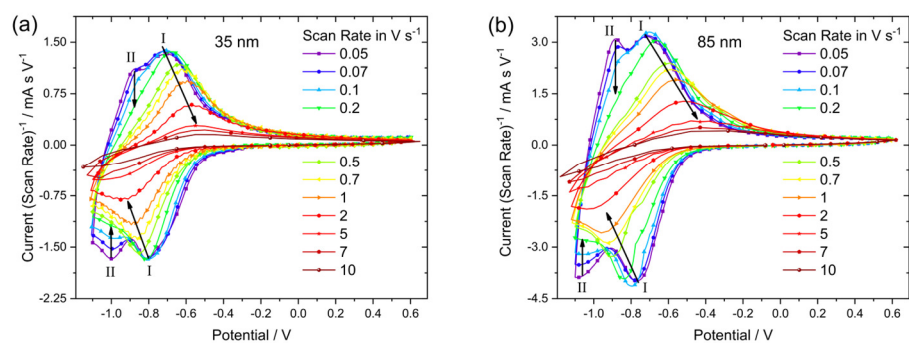 (a)
35 nm
Scan Rate in V s⁻¹
0.05
0.07
0.1
0.2
0.5
0.7
1
2
5
7
10
II
I
II
I
1.50
0.75
0.00
-0.75
-1.50
-2.25
Current (Scan Rate)⁻¹ / mA s V⁻¹
-1.0 -0.8 -0.6 -0.4 -0.2 0.0 0.2 0.4 0.6
Potential / V
(b)
85 nm
Scan Rate in V s⁻¹
0.05
0.07
0.1
0.2
0.5
0.7
1
2
5
7
10
II
I
II
I
4.5
3.0
1.5
0.0
-1.5
-3.0
-4.5
Current (Scan Rate)⁻¹ / mA s V⁻¹
-1.0 -0.8 -0.6 -0.4 -0.2 0.0 0.2 0.4 0.6
Potential / V